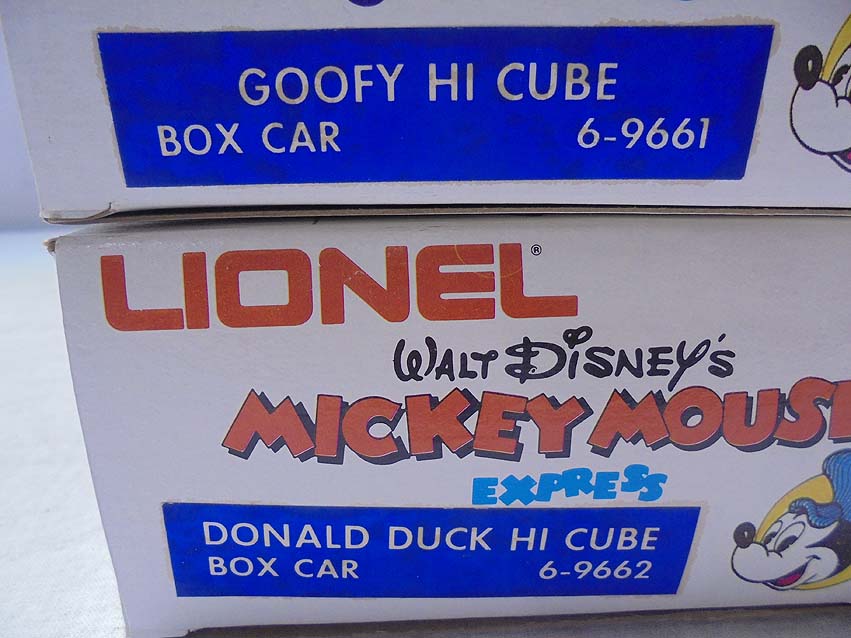 GOOFY HI CUBE
BOX CAR 6-9661
LIONEL®
WALT DISNEY'S
MICKEY MOUS
EXPRESS
DONALD DUCK HI CUBE
BOX CAR 6-9662